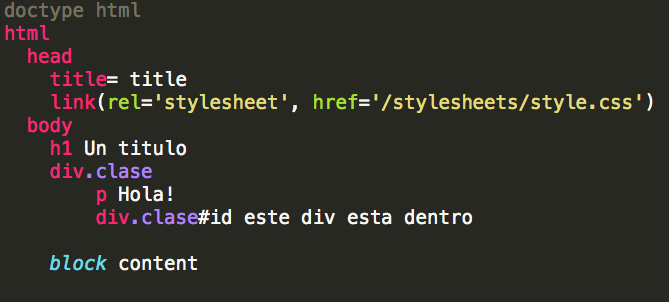 doctype html
html
head
title= title
link(rel='stylesheet', href='/stylesheets/style.css')
body
h1 Un titulo
div.clase
p Hola!
div.clase#id este div esta dentro
block content